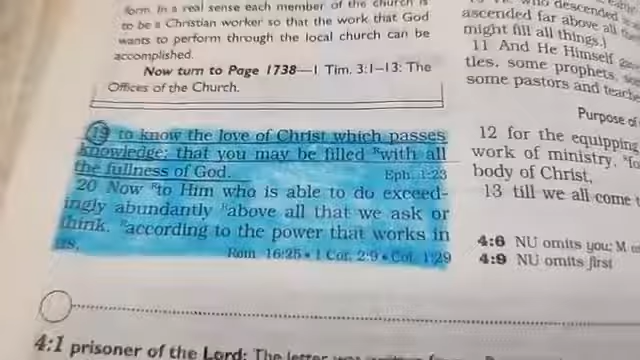 form. In a real sense each member of the church is
to be a Christian worker so that the work that God
wants to perform through the local church can be
accomplished.
Now turn to Page 1738—1 Tim. 3:1–13: The
Offices of the Church.
19 to know the love of Christ which passes
knowledge; that you may be filled R with all
the fullness of God. Eph. 1:23
20 Now R to Him who is able to do exceed-
ingly abundantly R above all that we ask or
think, R according to the power that works in
us, Rom. 16:25 • 1 Cor. 2:9 • Col. 1:29
who descended
ascended far above all
might fill all things.)
11 And He Himself
tles, some prophets,
some pastors and
Purpose of
12 for the equipping
work of ministry,
body of Christ,
13 till we all come
4:6 NU omits you; M
4:9 NU omits first
4:1 prisoner of the Lord: The letter was